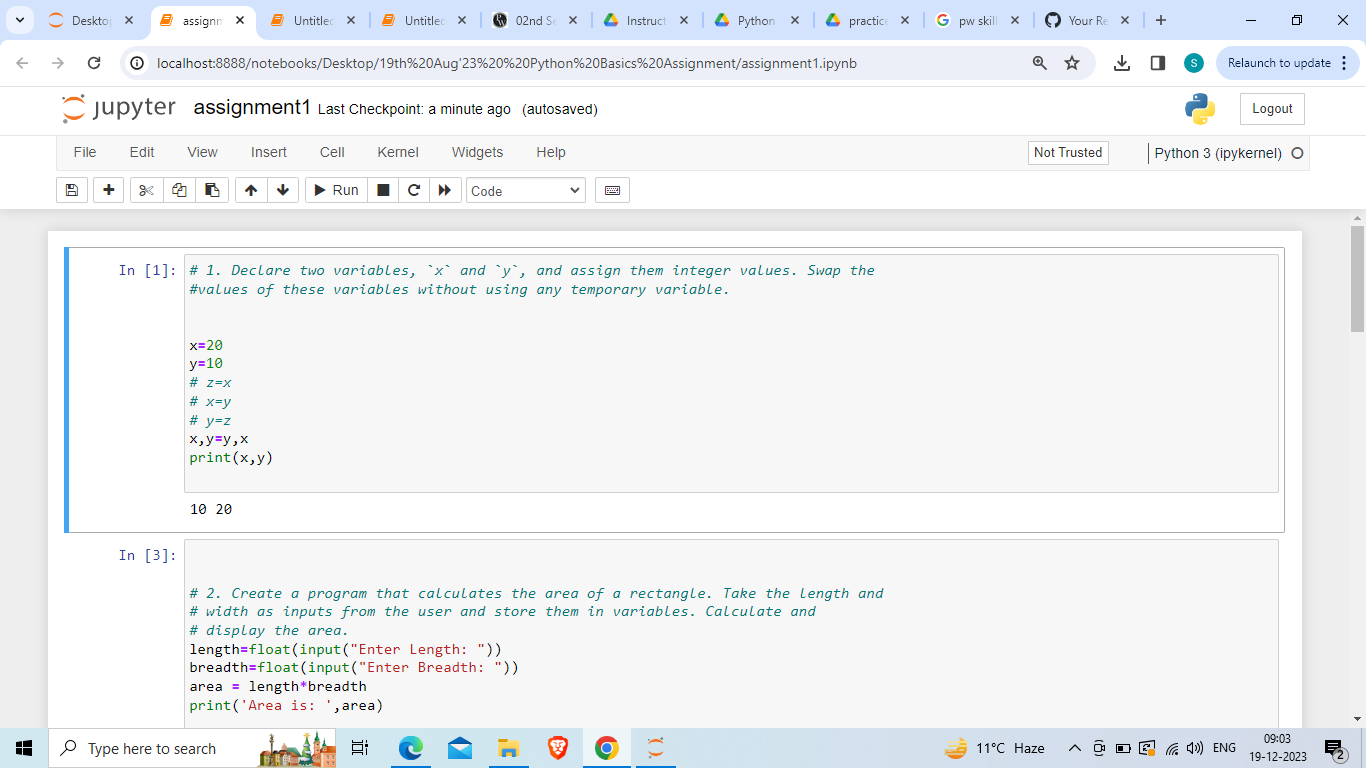 Desktop
assignm
Untitled
Untitled
02nd Se
Instruct
Python
practice
pw skill
Your Re
localhost:8888/notebooks/Desktop/19th%20Aug'23%20%20Python%20Basics%20Assignment/assignment1.ipynb
S
Relaunch to update
jupyter assignment1 Last Checkpoint: a minute ago (autosaved)
Logout
File Edit View Insert Cell Kernel Widgets Help
Not Trusted
Python 3 (ipykernel)
Run
Code
In [1]:
# 1. Declare two variables, `x` and `y`, and assign them integer values. Swap the
#values of these variables without using any temporary variable.
x=20
y=10
# z=x
# x=y
# y=z
x,y=y,x
print(x,y)
10 20
In [3]:
# 2. Create a program that calculates the area of a rectangle. Take the length and
# width as inputs from the user and store them in variables. Calculate and
# display the area.
length=float(input("Enter Length: "))
breadth=float(input("Enter Breadth: "))
area = length*breadth
print('Area is: ',area)
Type here to search
11°C Haze
ENG
09:03
19-12-2023
2